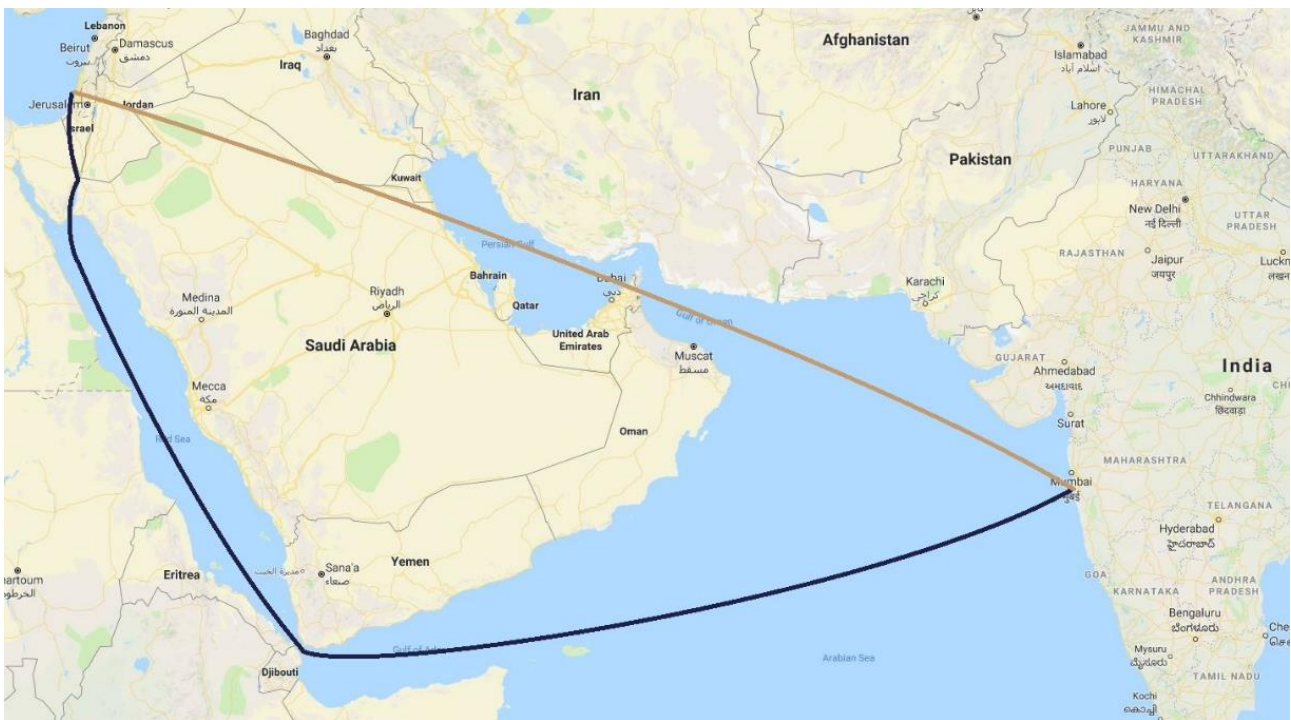 Lebanon
Beirut
بيروت
Damascus
دمشق
Baghdad
بغداد
Iraq
Jerusalem
Jordan
Israel
Iran
Afghanistan
Islamabad
اسلام آباد
JAMMU AND
KASHMIR
HIMACHAL
PRADESH
Lahore
لاہور
PUNJAB
UTTARAKHAND
Pakistan
HARYANA
New Delhi
नई दिल्ली
UTTAR
PRADESH
RAJASTHAN
Jaipur
जयपुर
Kuwait
Persian Gulf
Bahrain
Qatar
Dubai
دبي
Gulf of Oman
United Arab
Emirates
Muscat
مسقط
Karachi
کراچی
Medina
المدينة المنورة
Riyadh
الرياض
Saudi Arabia
Mecca
مكة
Red Sea
Oman
GUJARAT
Ahmedabad
અમદાવાદ
India
Chhindwara
छिंदवाड़ा
Surat
MAHARASHTRA
Mumbai
मुंबई
TELANGANA
Hyderabad
హైదరాబాద్
Yemen
Sana'a
صنعاء
مديرية الحبت
Eritrea
artoum
الخرطو
GOA
KARNATAKA
ANDHRA
PRADESH
Bengaluru
ಬೆಂಗಳೂರು
Che
Mysuru
ಮೈಸೂರು
TAMIL NADU
Kochi
Gulf of Aden
Djibouti
Arabian Sea